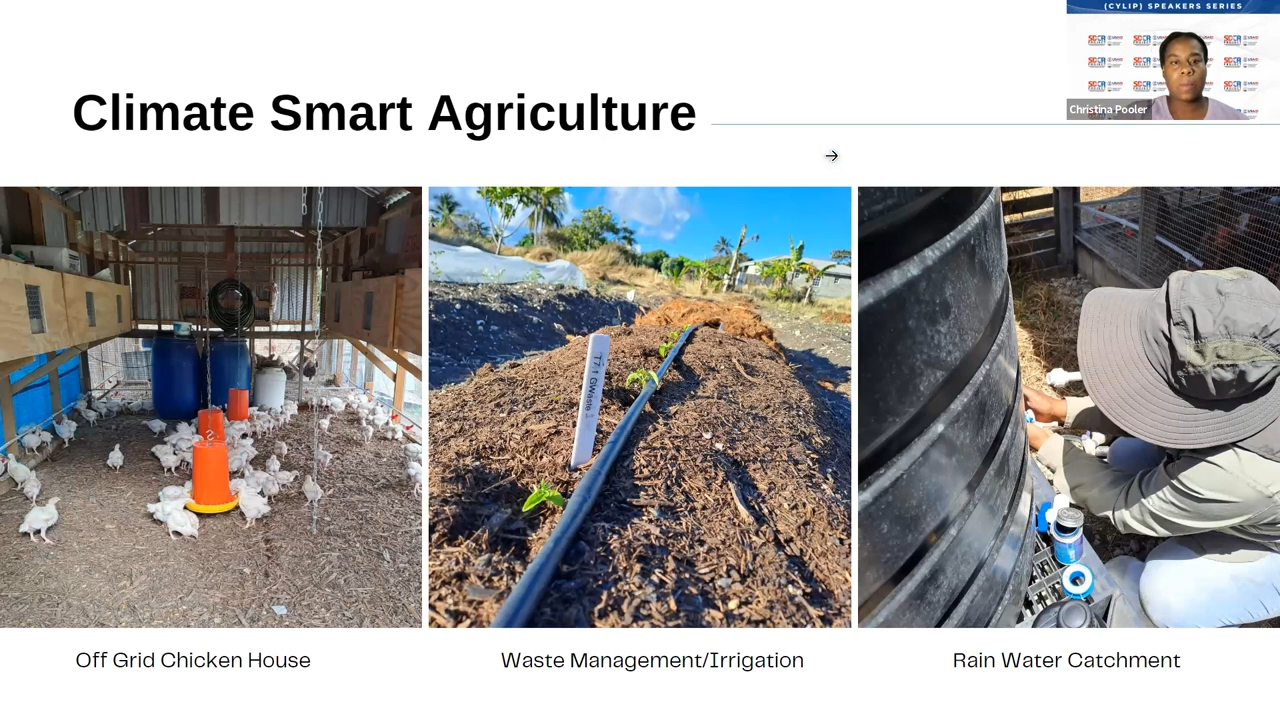 (CYLIP) SPEAKERS SERIES
Christina Pooler
Climate Smart Agriculture
Off Grid Chicken House
Waste Management/Irrigation
Rain Water Catchment